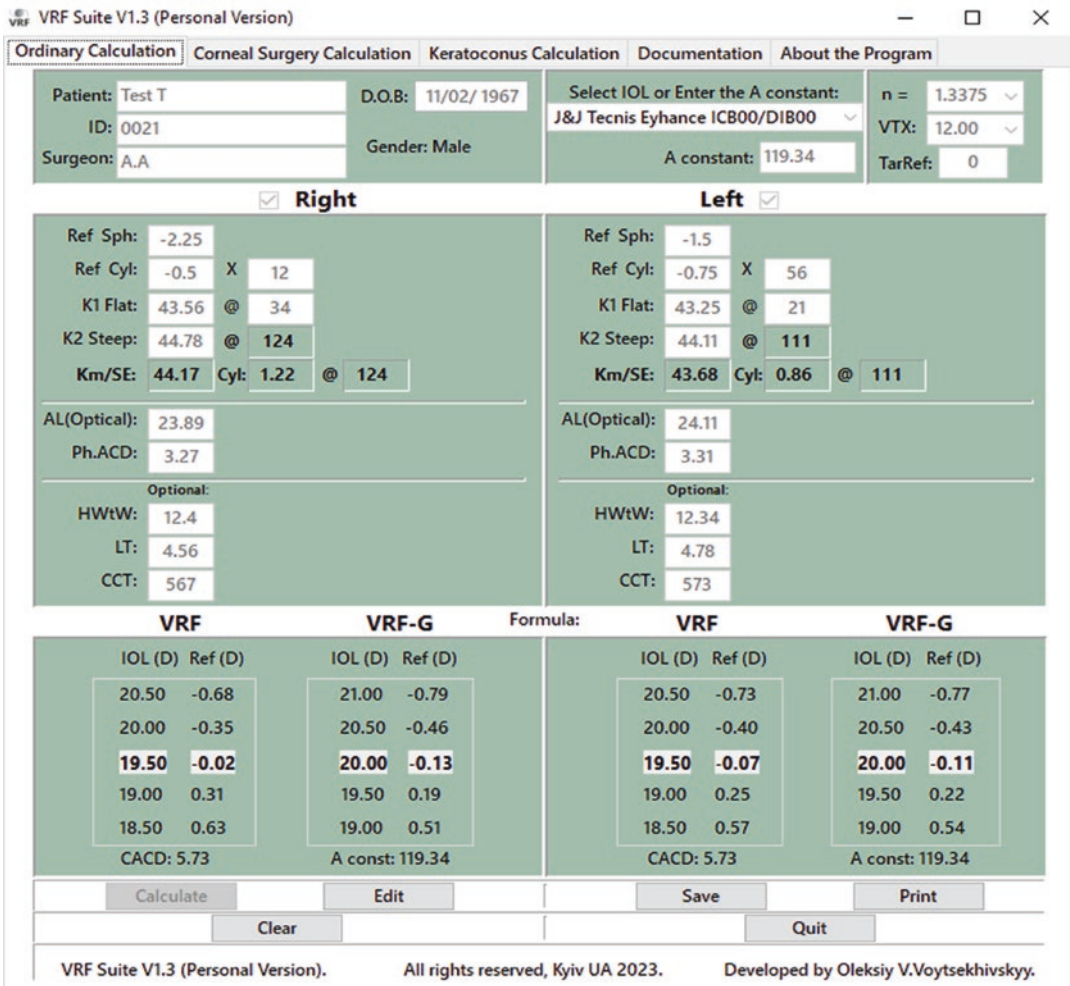 VRF VRF Suite V1.3 (Personal Version)
Ordinary Calculation Corneal Surgery Calculation Keratoconus Calculation Documentation About the Program
Patient: Test T D.O.B: 11/02/ 1967 Select IOL or Enter the A constant: n = 1.3375
ID: 0021 J&J Tecnis Eyhance ICB00/DIB00 VTX: 12.00
Surgeon: A.A Gender: Male A constant: 119.34 TarRef: 0
Right Left
Ref Sph: -2.25 Ref Sph: -1.5
Ref Cyl: -0.5 X 12 Ref Cyl: -0.75 X 56
K1 Flat: 43.56 @ 34 K1 Flat: 43.25 @ 21
K2 Steep: 44.78 @ 124 K2 Steep: 44.11 @ 111
Km/SE: 44.17 Cyl: 1.22 @ 124 Km/SE: 43.68 Cyl: 0.86 @ 111
AL(Optical): 23.89 AL(Optical): 24.11
Ph.ACD: 3.27 Ph.ACD: 3.31
Optional: Optional:
HWtW: 12.4 HWtW: 12.34
LT: 4.56 LT: 4.78
CCT: 567 CCT: 573
VRF VRF-G Formula: VRF VRF-G
IOL (D) Ref (D) IOL (D) Ref (D) IOL (D) Ref (D) IOL (D) Ref (D)
20.50 -0.68 21.00 -0.79 20.50 -0.73 21.00 -0.77
20.00 -0.35 20.50 -0.46 20.00 -0.40 20.50 -0.43
19.50 -0.02 20.00 -0.13 19.50 -0.07 20.00 -0.11
19.00 0.31 19.50 0.19 19.00 0.25 19.50 0.22
18.50 0.63 19.00 0.51 18.50 0.57 19.00 0.54
CACD: 5.73 A const: 119.34 CACD: 5.73 A const: 119.34
Calculate Edit Save Print
Clear Quit
VRF Suite V1.3 (Personal Version). All rights reserved, Kyiv UA 2023. Developed by Oleksiy V.Voytsekhivskyy.